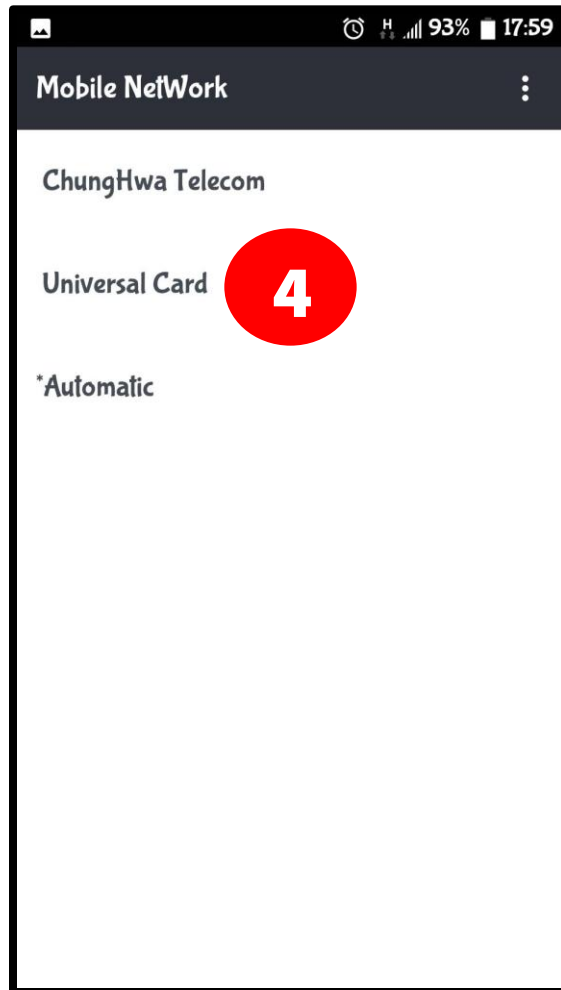 H 93% 17:59
Mobile NetWork
ChungHwa Telecom
Universal Card
4
*Automatic